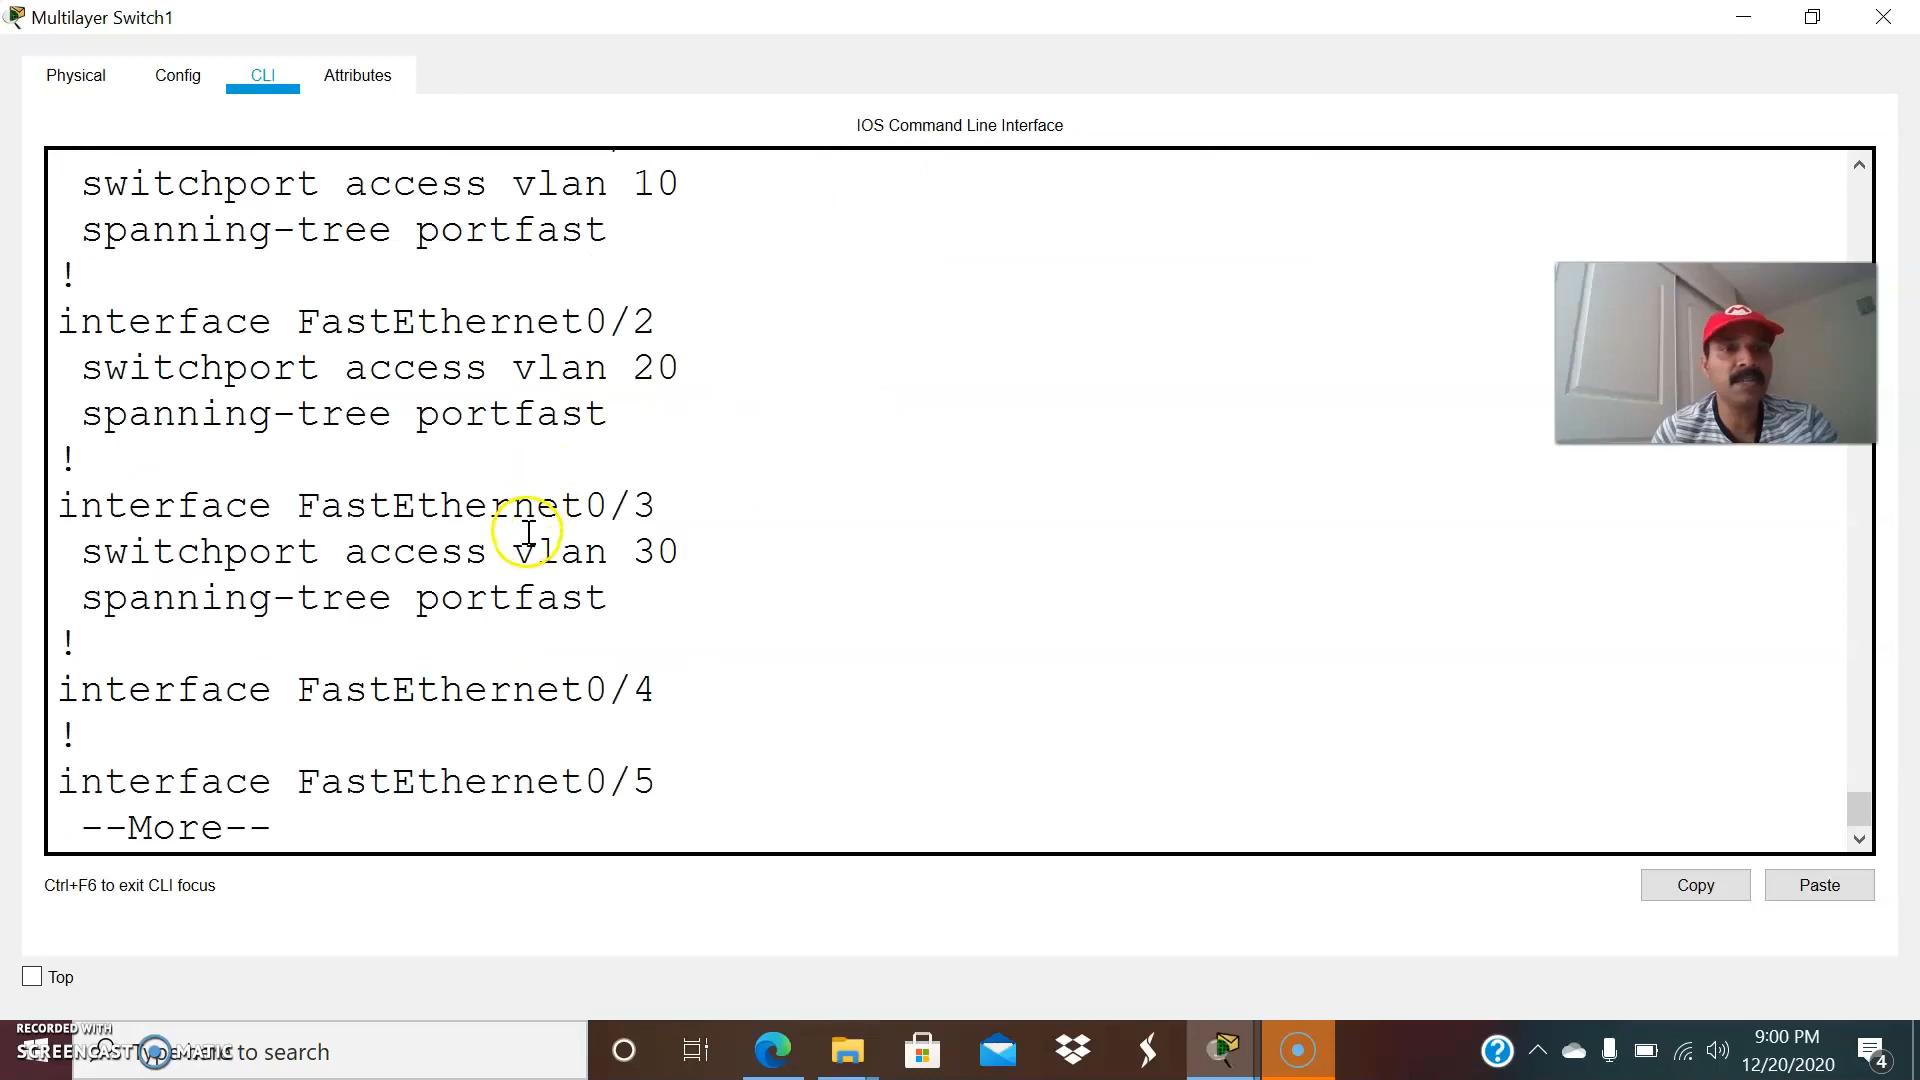 Multilayer Switch1
Physical
Config
CLI
Attributes
IOS Command Line Interface
switchport access vlan 10
spanning-tree portfast
!
interface FastEthernet0/2
switchport access vlan 20
spanning-tree portfast
!
interface FastEthernet0/3
switchport access vlan 30
spanning-tree portfast
!
interface FastEthernet0/4
!
interface FastEthernet0/5
--More--
M
Ctrl+F6 to exit CLI focus
Copy
Paste
Top
RECORDED WITH
SCREENCAST MATIC
to search
9:00 PM
12/20/2020
4